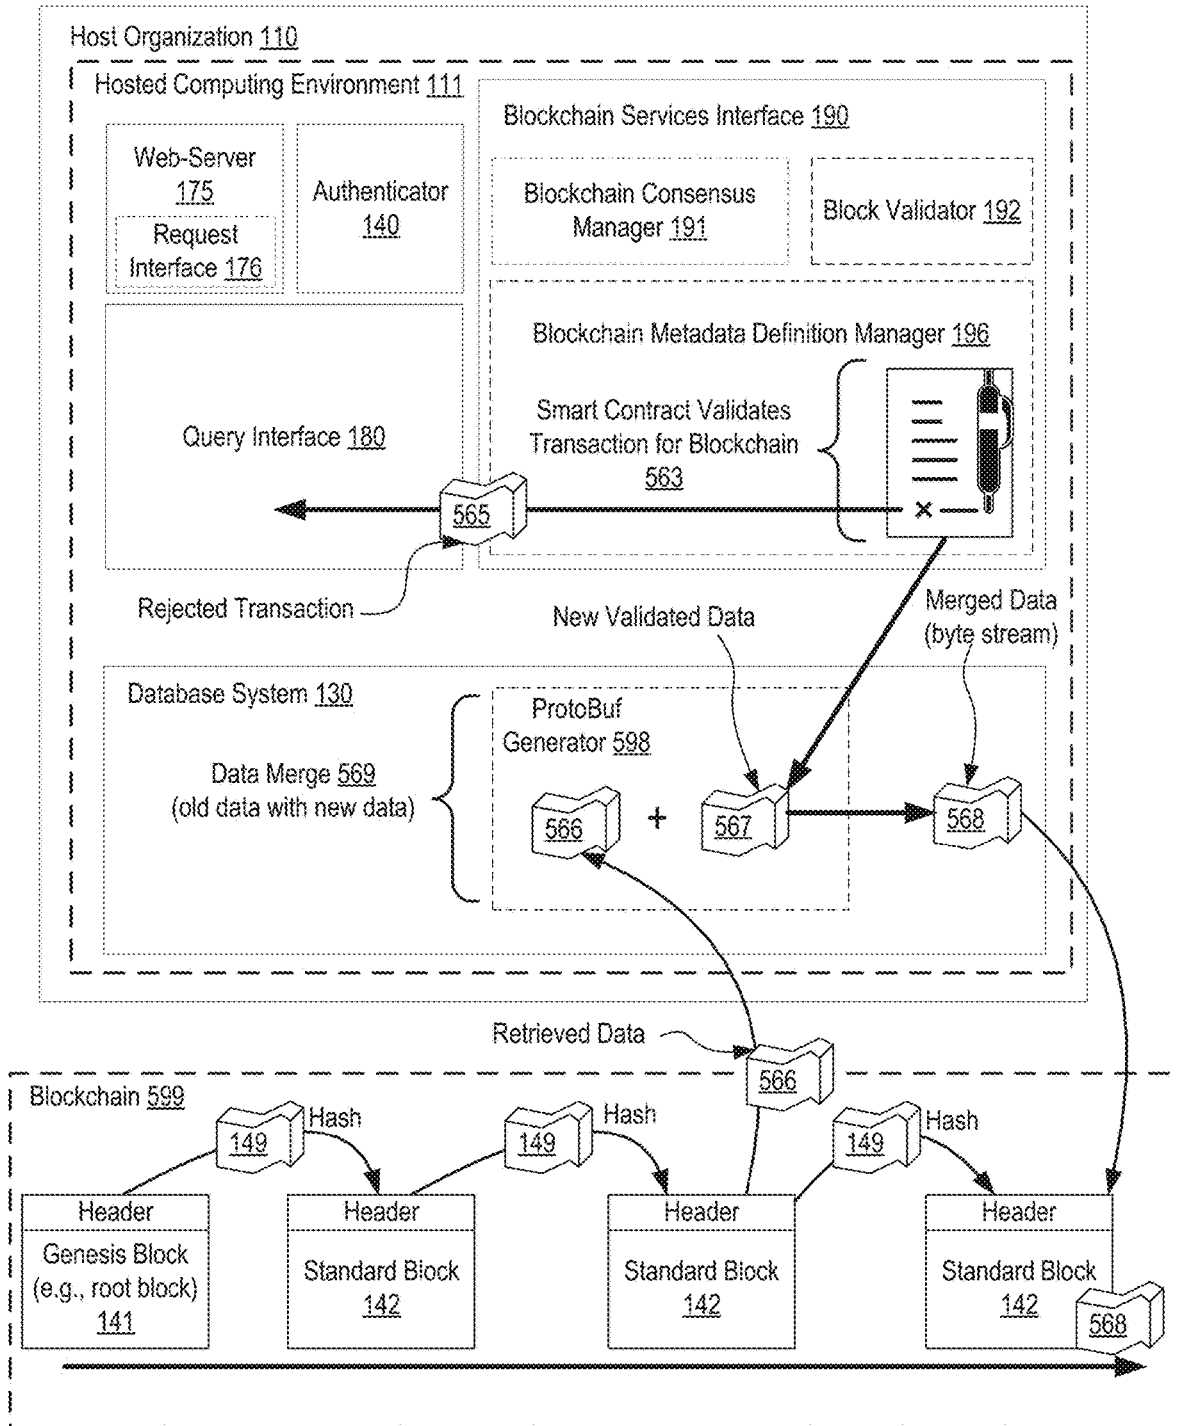 Host Organization 110
Hosted Computing Environment 111
Web-Server
175
Request
Interface 176
Authenticator
140
Blockchain Services Interface 190
Blockchain Consensus
Manager 191
Block Validator 192
Query Interface 180
Blockchain Metadata Definition Manager 196
Smart Contract Validates
Transaction for Blockchain
563
×
565
Rejected Transaction
New Validated Data
Merged Data
(byte stream)
Database System 130
ProtoBuf
Generator 598
Data Merge 569
(old data with new data)
566
+
567
568
Retrieved Data
566
Blockchain 599
149
Hash
149
Hash
149
Hash
Header
Genesis Block
(e.g., root block)
141
Header
Standard Block
142
Header
Standard Block
142
Header
Standard Block
142
568